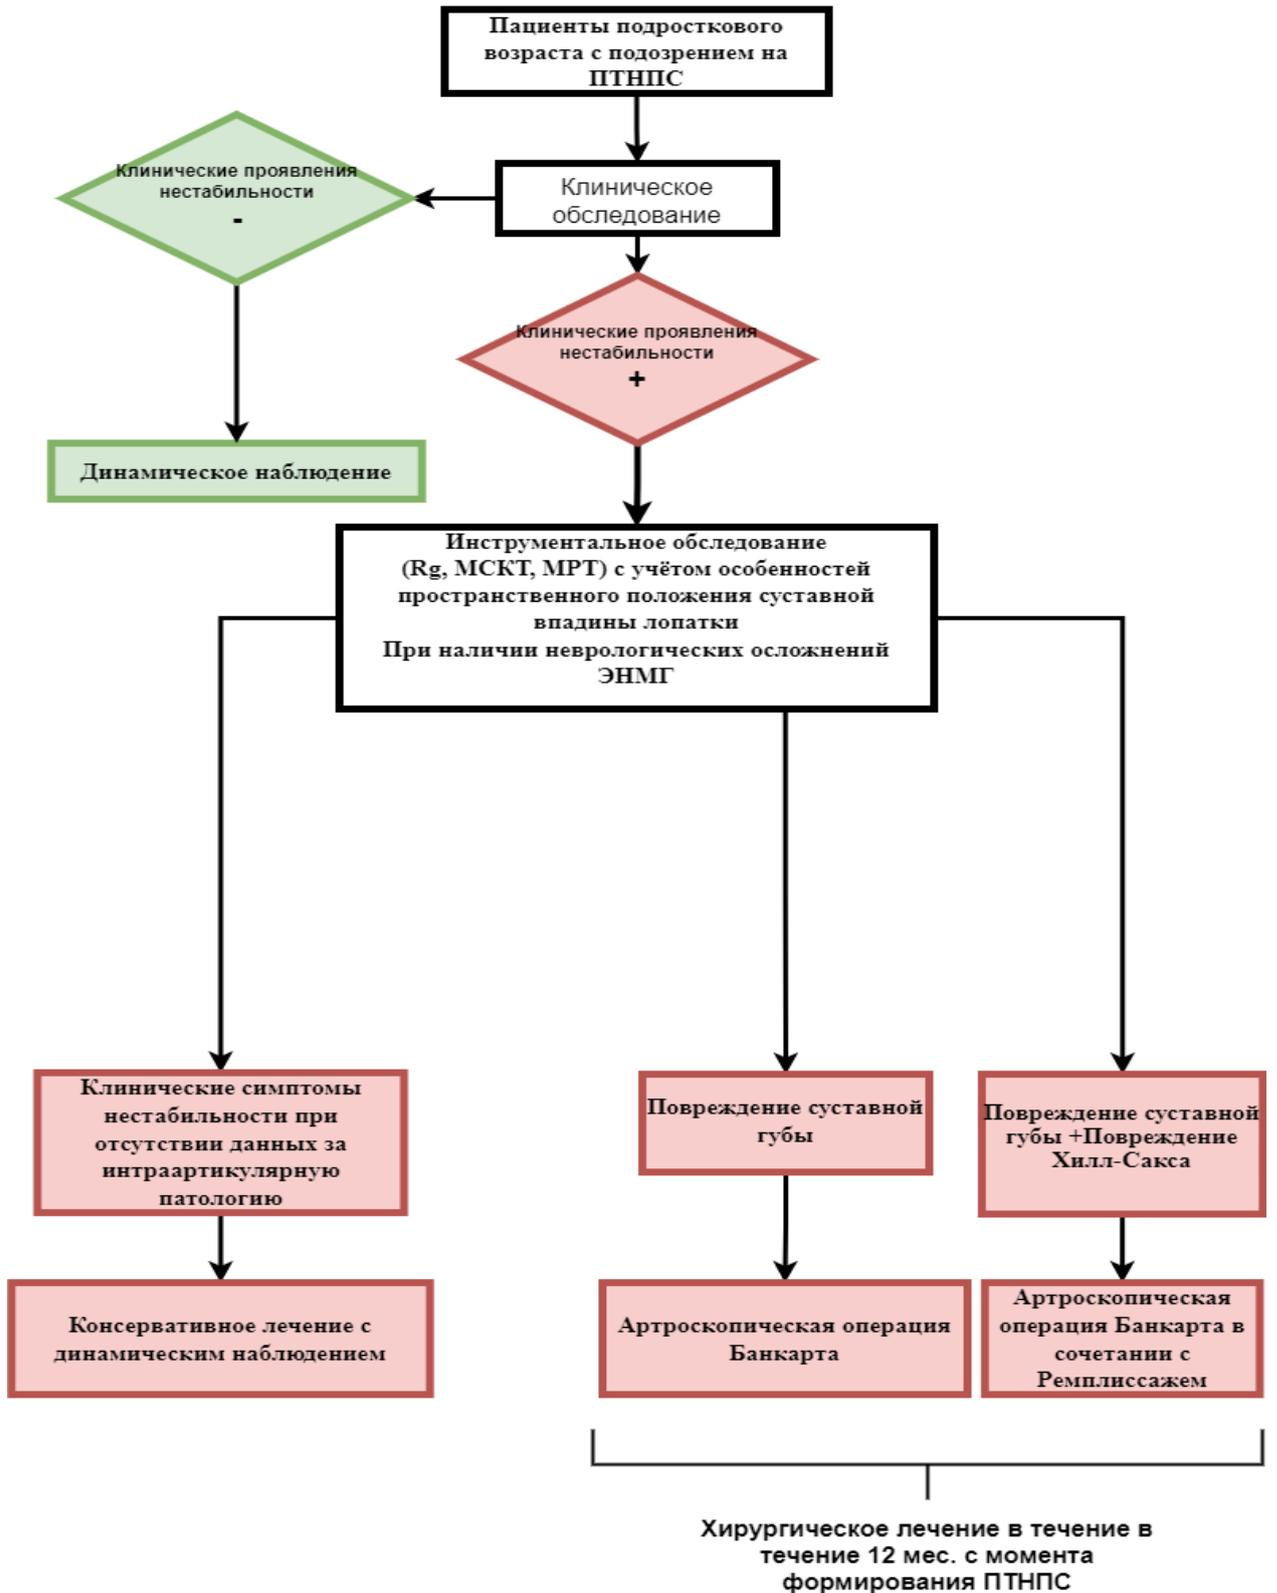 Пациенты подросткового
возраста с подозрением на
ПТНПС
Клинические проявления
нестабильности
-
Клиническое
обследование
Клинические проявления
нестабильности
+
Динамическое наблюдение
Инструментальное обследование
(Rg, МСКТ, МРТ) с учётом особенностей
пространственного положения суставной
впадины лопатки
При наличии неврологических осложнений
ЭНМГ
Клинические симптомы
нестабильности при
отсутствии данных за
интраартикулярную
патологию
Повреждение суставной
губы
Повреждение суставной
губы +Повреждение
Хилл-Сакса
Консервативное лечение с
динамическим наблюдением
Артроскопическая операция
Банкарта
Артроскопическая
операция Банкарта в
сочетании с
Ремплиссажем
Хирургическое лечение в течение в
течение 12 мес. с момента
формирования ПТНПС